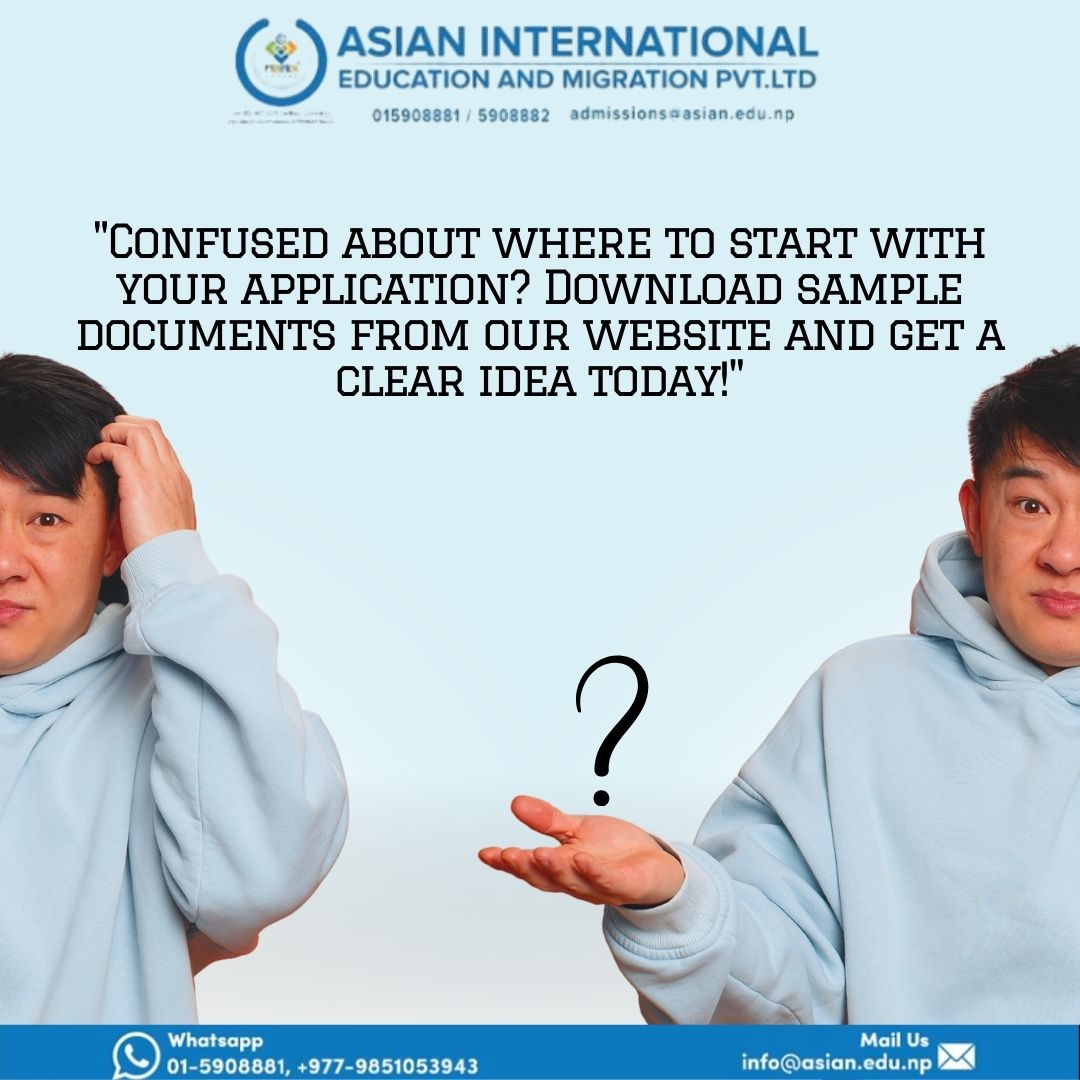 ASIAN INTERNATIONAL
EDUCATION AND MIGRATION PVT.LTD
015908881 / 5908882 admissions@asian.edu.np
"Confused about where to start with
your application? Download sample
documents from our website and get a
clear idea today!"
?
Whatsapp
01-5908881, +977-9851053943
Mail Us
info@asian.edu.np